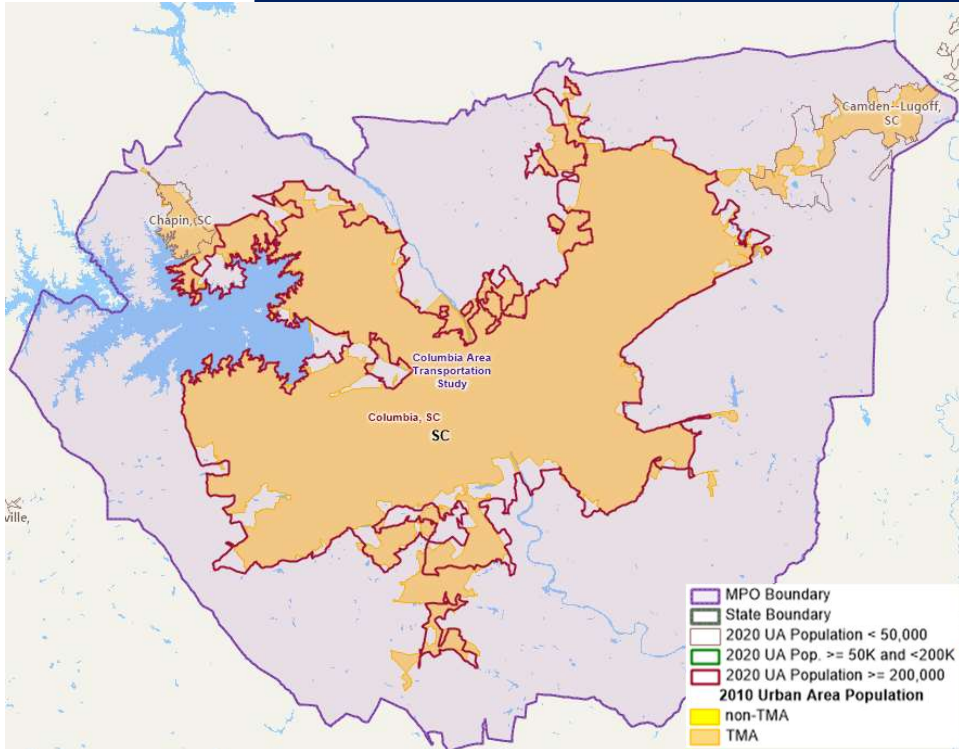 Camden--Lugoff,
SC
Chapin, SC
Columbia Area
Transportation
Study
Columbia, SC
SC
ville,
MPO Boundary
State Boundary
2020 UA Population < 50,000
2020 UA Pop. >= 50K and <200K
2020 UA Population >= 200,000
2010 Urban Area Population
non-TMA
TMA